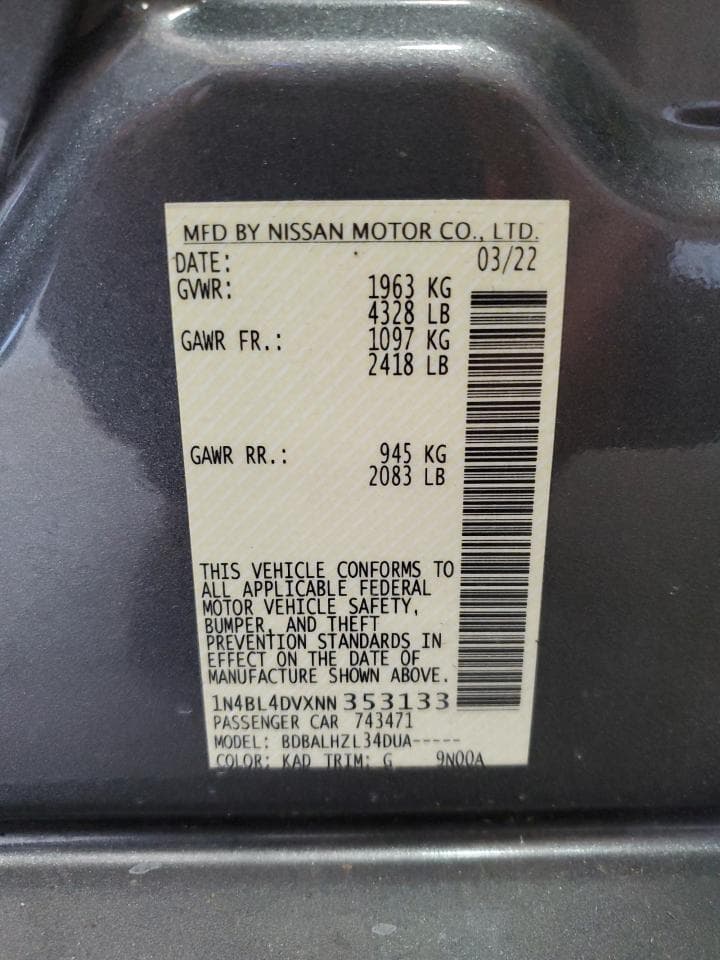 MFD BY NISSAN MOTOR CO., LTD.
DATE: 03/22
GVWR: 1963 KG
4328 LB
GAWR FR.: 1097 KG
2418 LB
GAWR RR.: 945 KG
2083 LB
THIS VEHICLE CONFORMS TO
ALL APPLICABLE FEDERAL
MOTOR VEHICLE SAFETY,
BUMPER, AND THEFT
PREVENTION STANDARDS IN
EFFECT ON THE DATE OF
MANUFACTURE SHOWN ABOVE.
1N4BL4DVXNN353133
PASSENGER CAR 743471
MODEL: BDBALHZL34DUA-----
COLOR: KAD TRIM: G 9N00A